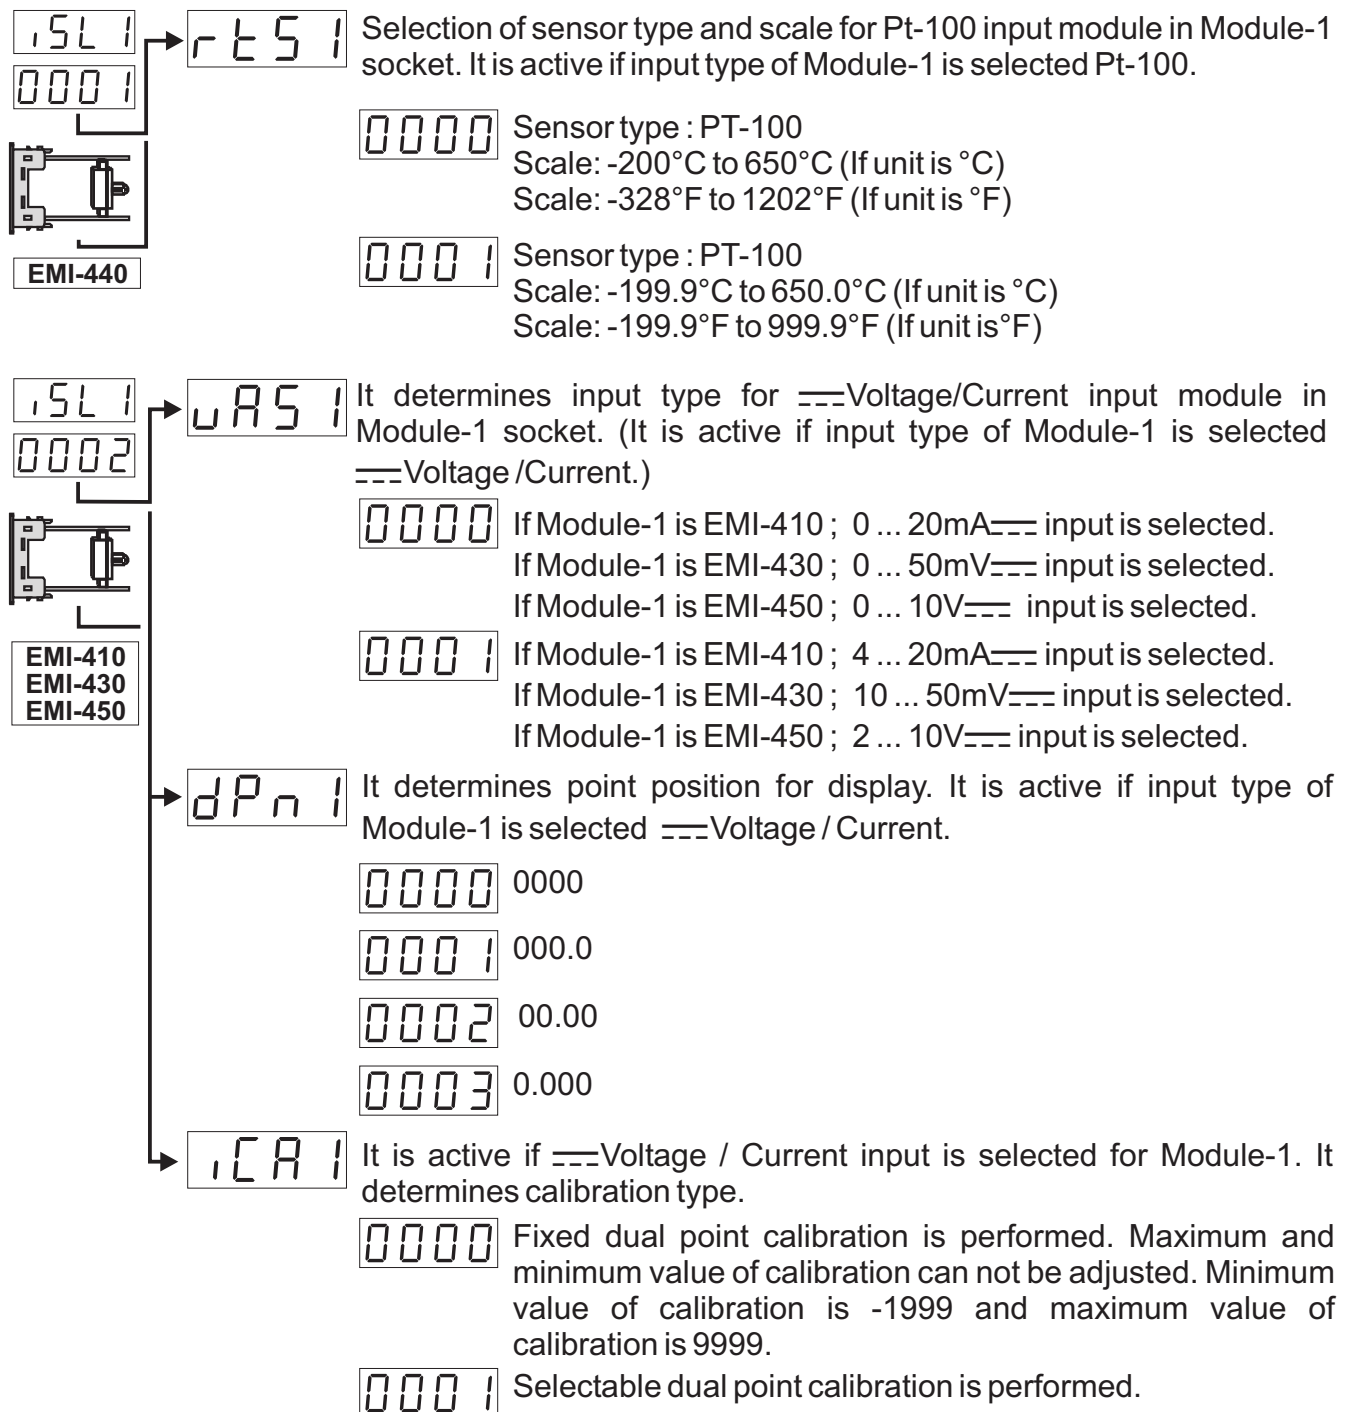 iSL1
rtS1
Selection of sensor type and scale for Pt-100 input module in Module-1
socket. It is active if input type of Module-1 is selected Pt-100.
0001
0000
Sensor type : PT-100
Scale: -200°C to 650°C (If unit is °C)
Scale: -328°F to 1202°F (If unit is °F)
EMI-440
0001
Sensor type : PT-100
Scale: -199.9°C to 650.0°C (If unit is °C)
Scale: -199.9°F to 999.9°F (If unit is°F)
iSL1
uAS1
It determines input type for ⎓Voltage/Current input module in
Module-1 socket. (It is active if input type of Module-1 is selected
⎓Voltage /Current.)
0002
0000
If Module-1 is EMI-410 ; 0 ... 20mA⎓ input is selected.
If Module-1 is EMI-430 ; 0 ... 50mV⎓ input is selected.
If Module-1 is EMI-450 ; 0 ... 10V⎓ input is selected.
EMI-410
EMI-430
EMI-450
0001
If Module-1 is EMI-410 ; 4 ... 20mA⎓ input is selected.
If Module-1 is EMI-430 ; 10 ... 50mV⎓ input is selected.
If Module-1 is EMI-450 ; 2 ... 10V⎓ input is selected.
dPn1
It determines point position for display. It is active if input type of
Module-1 is selected ⎓Voltage / Current.
0000 0000
0001 000.0
0002 00.00
0003 0.000
iCA1
It is active if ⎓Voltage / Current input is selected for Module-1. It
determines calibration type.
0000
Fixed dual point calibration is performed. Maximum and
minimum value of calibration can not be adjusted. Minimum
value of calibration is -1999 and maximum value of
calibration is 9999.
0001
Selectable dual point calibration is performed.